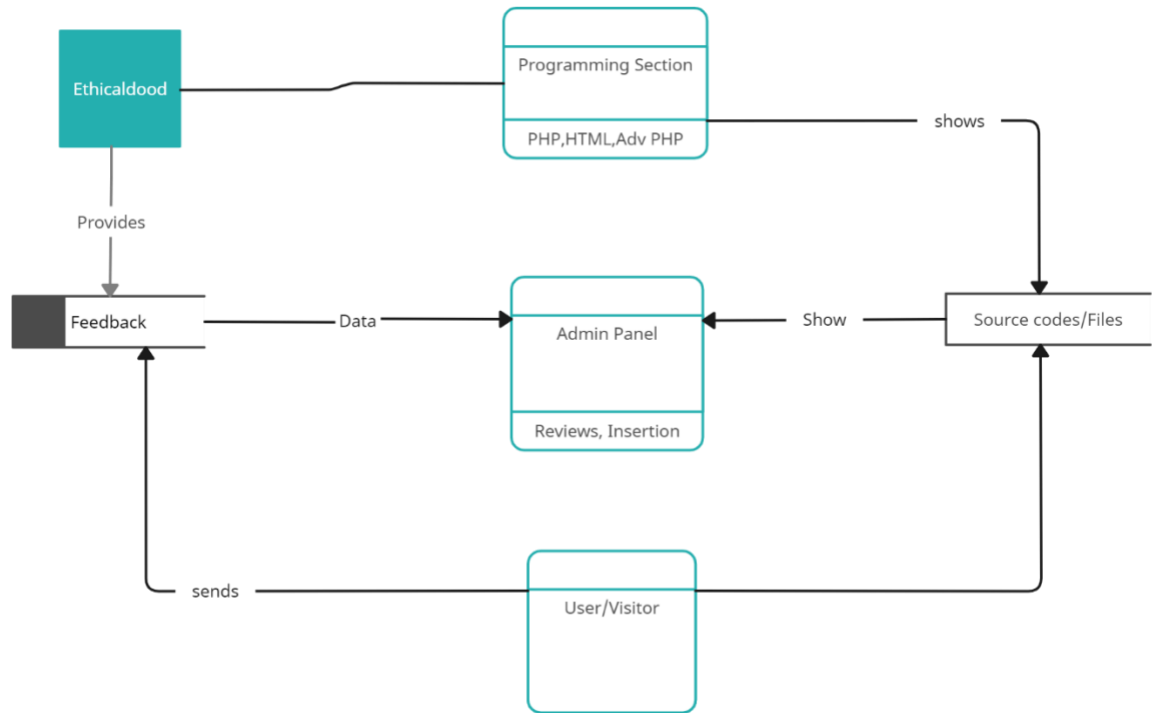 Programming Section
Ethicaldood
shows
PHP,HTML,Adv PHP
Provides
Feedback
Data
Admin Panel
Show
Source codes/Files
Reviews, Insertion
sends
User/Visitor